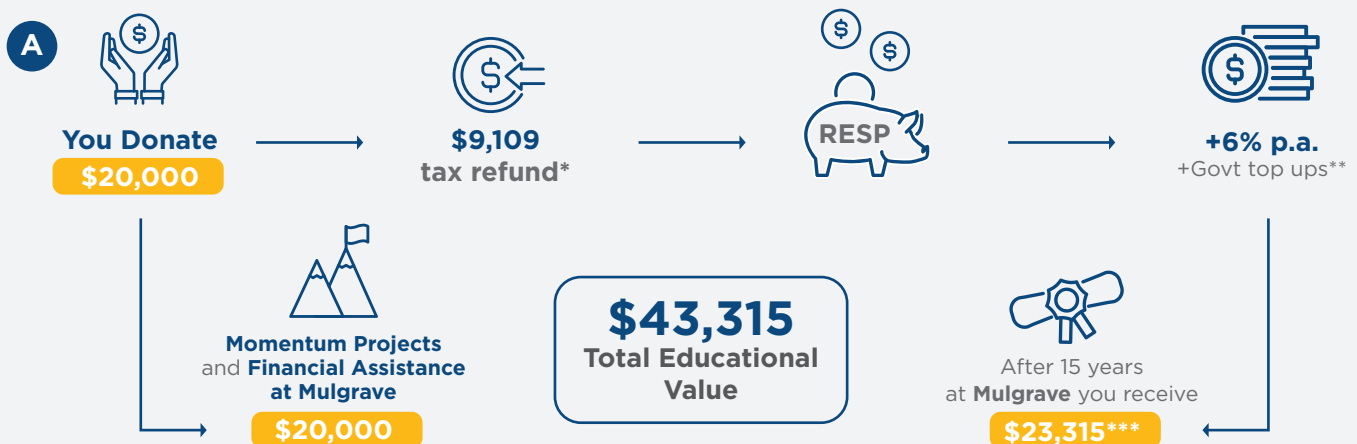 A
$
You Donate
$20,000
$
$9,109
tax refund*
$
$
RESP
$
+6% p.a.
+Govt top ups**
Momentum Projects
and Financial Assistance
at Mulgrave
$20,000
$43,315
Total Educational
Value
After 15 years
at Mulgrave you receive
$23,315***